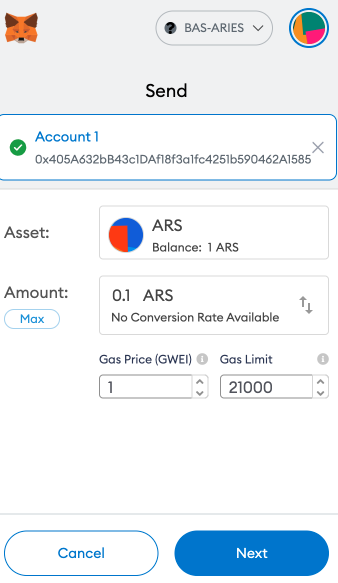 BAS-ARIES
Send
Account 1
0x405A632bB43c1DAf18f3a1fc4251b590462A1585
Asset:
ARS
Balance: 1 ARS
Amount:
Max
0.1 ARS
No Conversion Rate Available
Gas Price (GWEI) Gas Limit
1 21000
Cancel Next